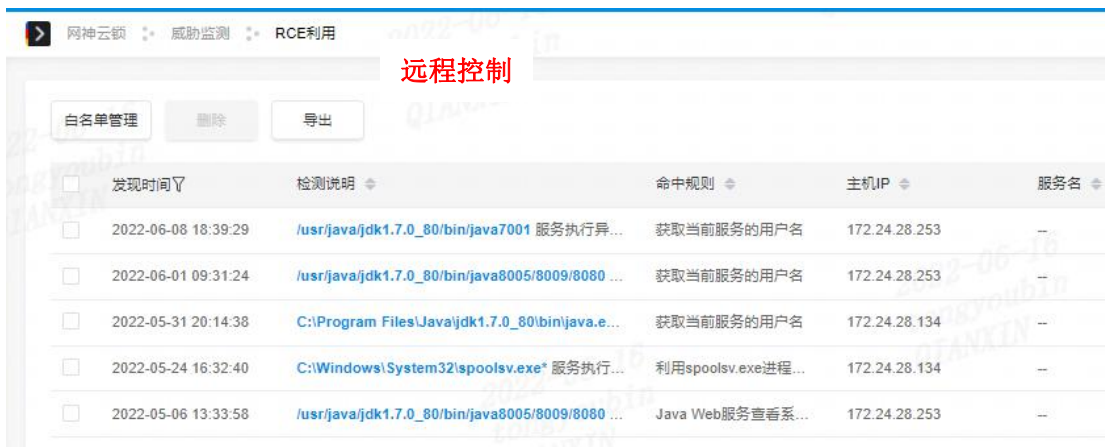 网神云锁 威胁监测 RCE利用
远程控制
白名单管理 删除 导出
发现时间 检测说明 命中规则 主机IP 服务名
2022-06-08 18:39:29 /usr/java/jdk1.7.0_80/bin/java7001 服务执行异... 获取当前服务的用户名 172.24.28.253 --
2022-06-01 09:31:24 /usr/java/jdk1.7.0_80/bin/java8005/8009/8080 ... 获取当前服务的用户名 172.24.28.253 --
2022-05-31 20:14:38 C:\Program Files\Java\jdk1.7.0_80\bin\java.e... 获取当前服务的用户名 172.24.28.134 --
2022-05-24 16:32:40 C:\Windows\System32\spoolsv.exe* 服务执行... 利用spoolsv.exe进程... 172.24.28.134 --
2022-05-06 13:33:58 /usr/java/jdk1.7.0_80/bin/java8005/8009/8080 ... Java Web服务查看系... 172.24.28.253 --